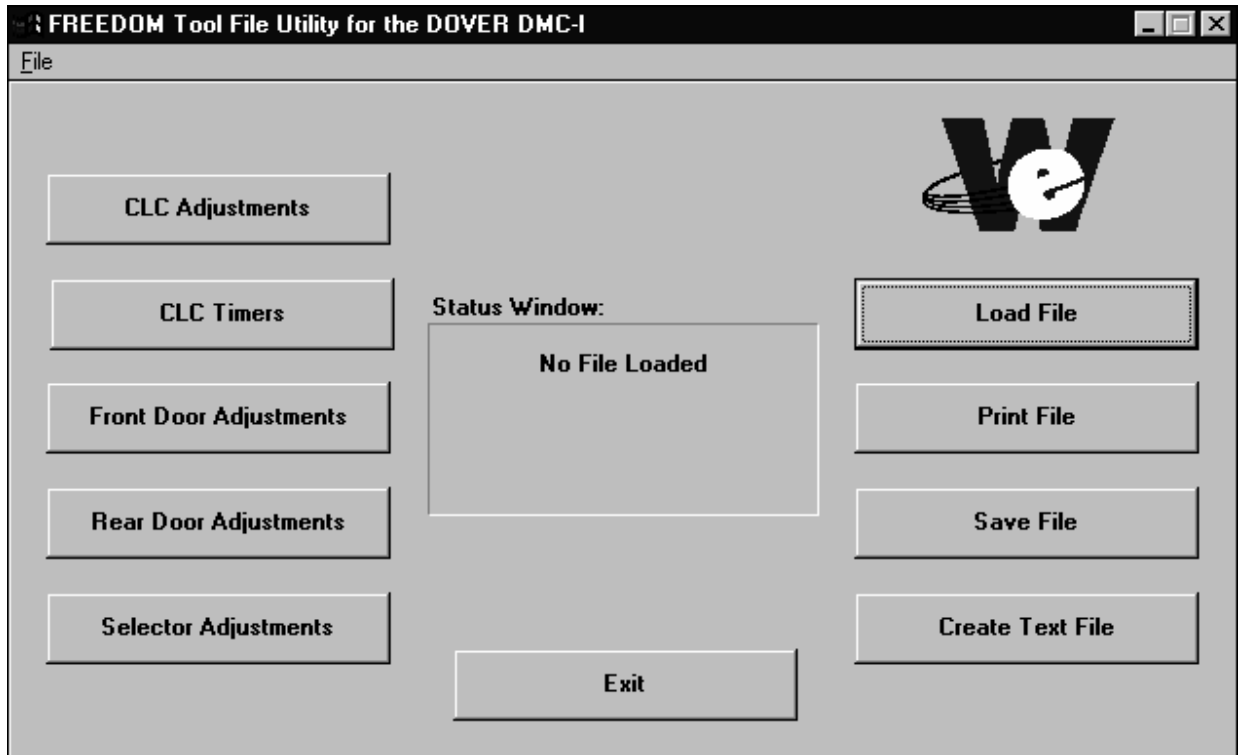 FREEDOM Tool File Utility for the DOVER DMC-I
File
We
CLC Adjustments
CLC Timers
Front Door Adjustments
Rear Door Adjustments
Selector Adjustments
Status Window:
No File Loaded
Exit
Load File
Print File
Save File
Create Text File